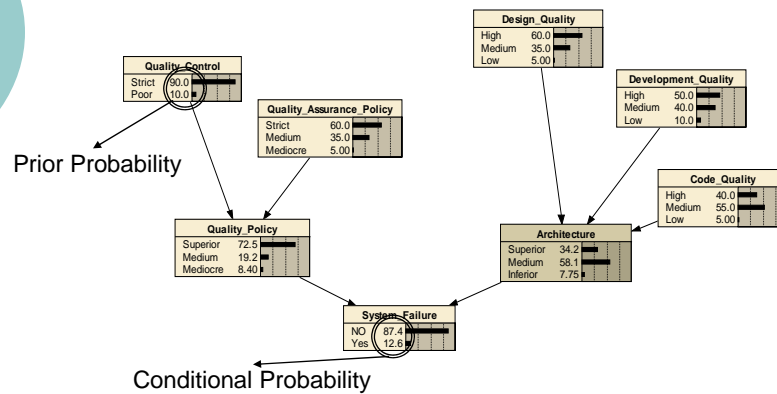 Design_Quality
High 60.0
Medium 35.0
Low 5.00
Quality_Control
Strict 90.0
Poor 10.0
Development_Quality
High 50.0
Medium 40.0
Low 10.0
Quality_Assurance_Policy
Strict 60.0
Medium 35.0
Mediocre 5.00
Prior Probability
Code_Quality
High 40.0
Medium 55.0
Low 5.00
Quality_Policy
Superior 72.5
Medium 19.2
Mediocre 8.40
Architecture
Superior 34.2
Medium 58.1
Inferior 7.75
System_Failure
NO 87.4
Yes 12.6
Conditional Probability